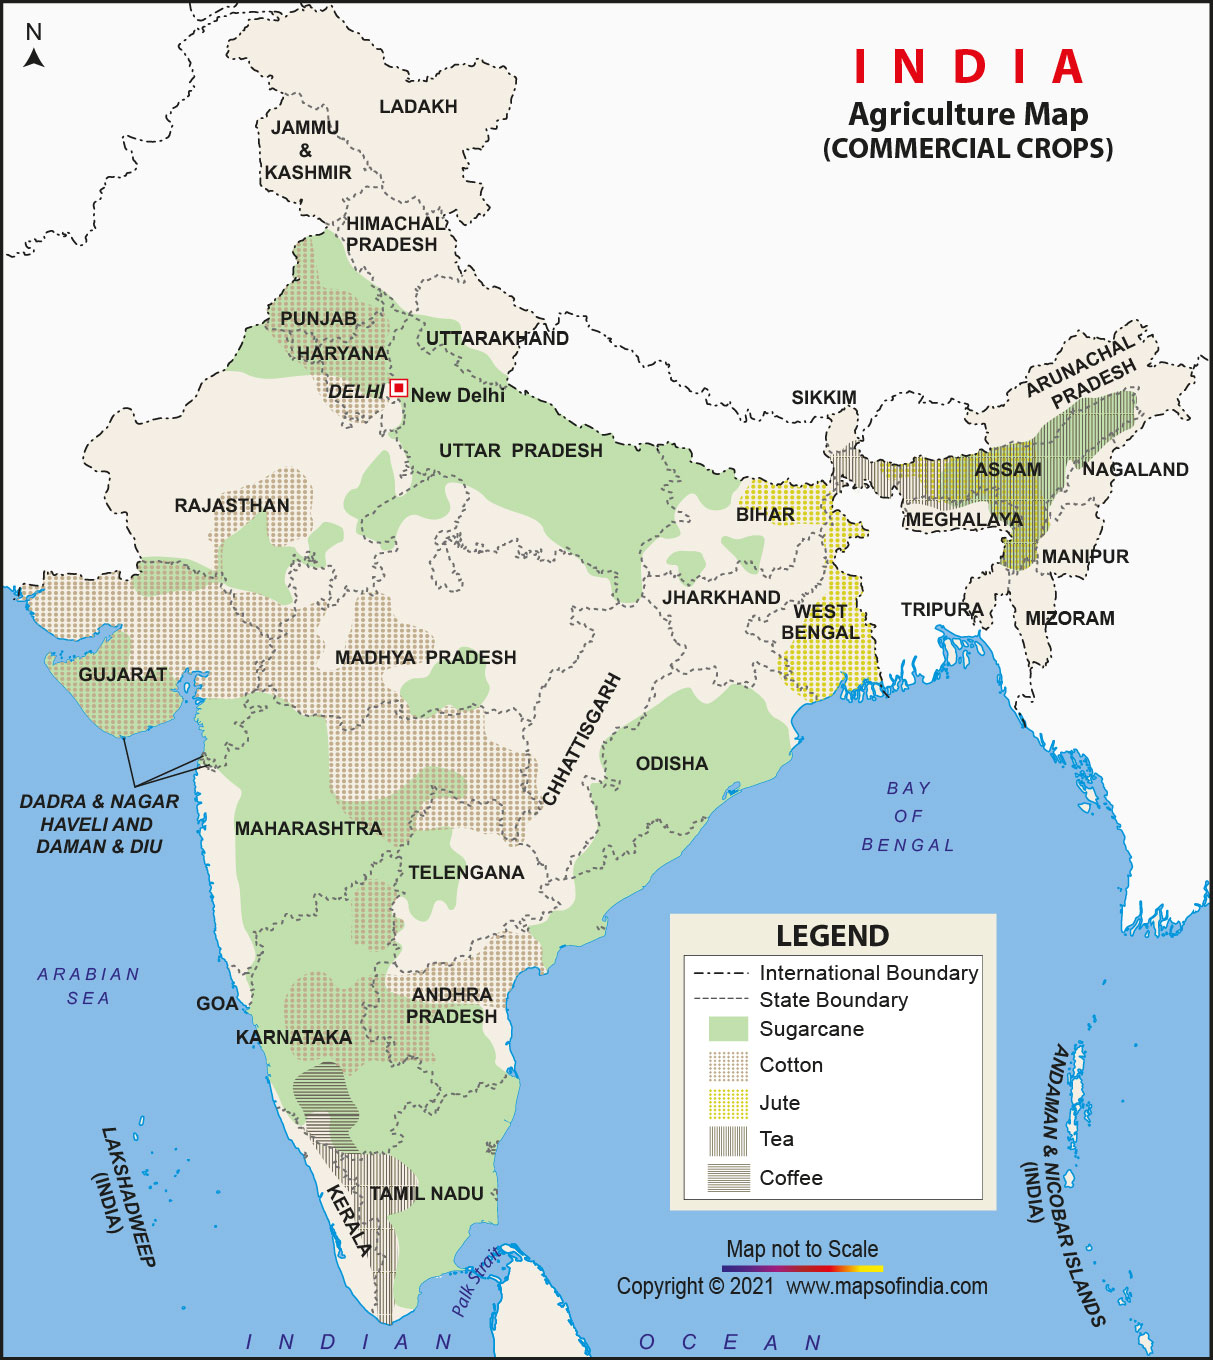 N
INDIA
Agriculture Map
(COMMERCIAL CROPS)
LADAKH
JAMMU
&
KASHMIR
HIMACHAL
PRADESH
PUNJAB
UTTARAKHAND
HARYANA
DELHI
New Delhi
UTTAR PRADESH
RAJASTHAN
SIKKIM
ARUNACHAL
PRADESH
ASSAM
NAGALAND
BIHAR
MEGHALAYA
MANIPUR
JHARKHAND
WEST
BENGAL
TRIPURA
MIZORAM
GUJARAT
MADHYA PRADESH
CHHATTISGARH
ODISHA
DADRA & NAGAR
HAVELI AND
DAMAN & DIU
MAHARASHTRA
TELENGANA
BAY
OF
BENGAL
ARABIAN
SEA
GOA
KARNATAKA
ANDHRA
PRADESH
LAKSHADWEEP
(INDIA)
KERALA
TAMIL NADU
Palk Strait
ANDAMAN & NICOBAR ISLANDS
(INDIA)
LEGEND
International Boundary
State Boundary
Sugarcane
Cotton
Jute
Tea
Coffee
Map not to Scale
Copyright © 2021 www.mapsofindia.com
INDIAN OCEAN